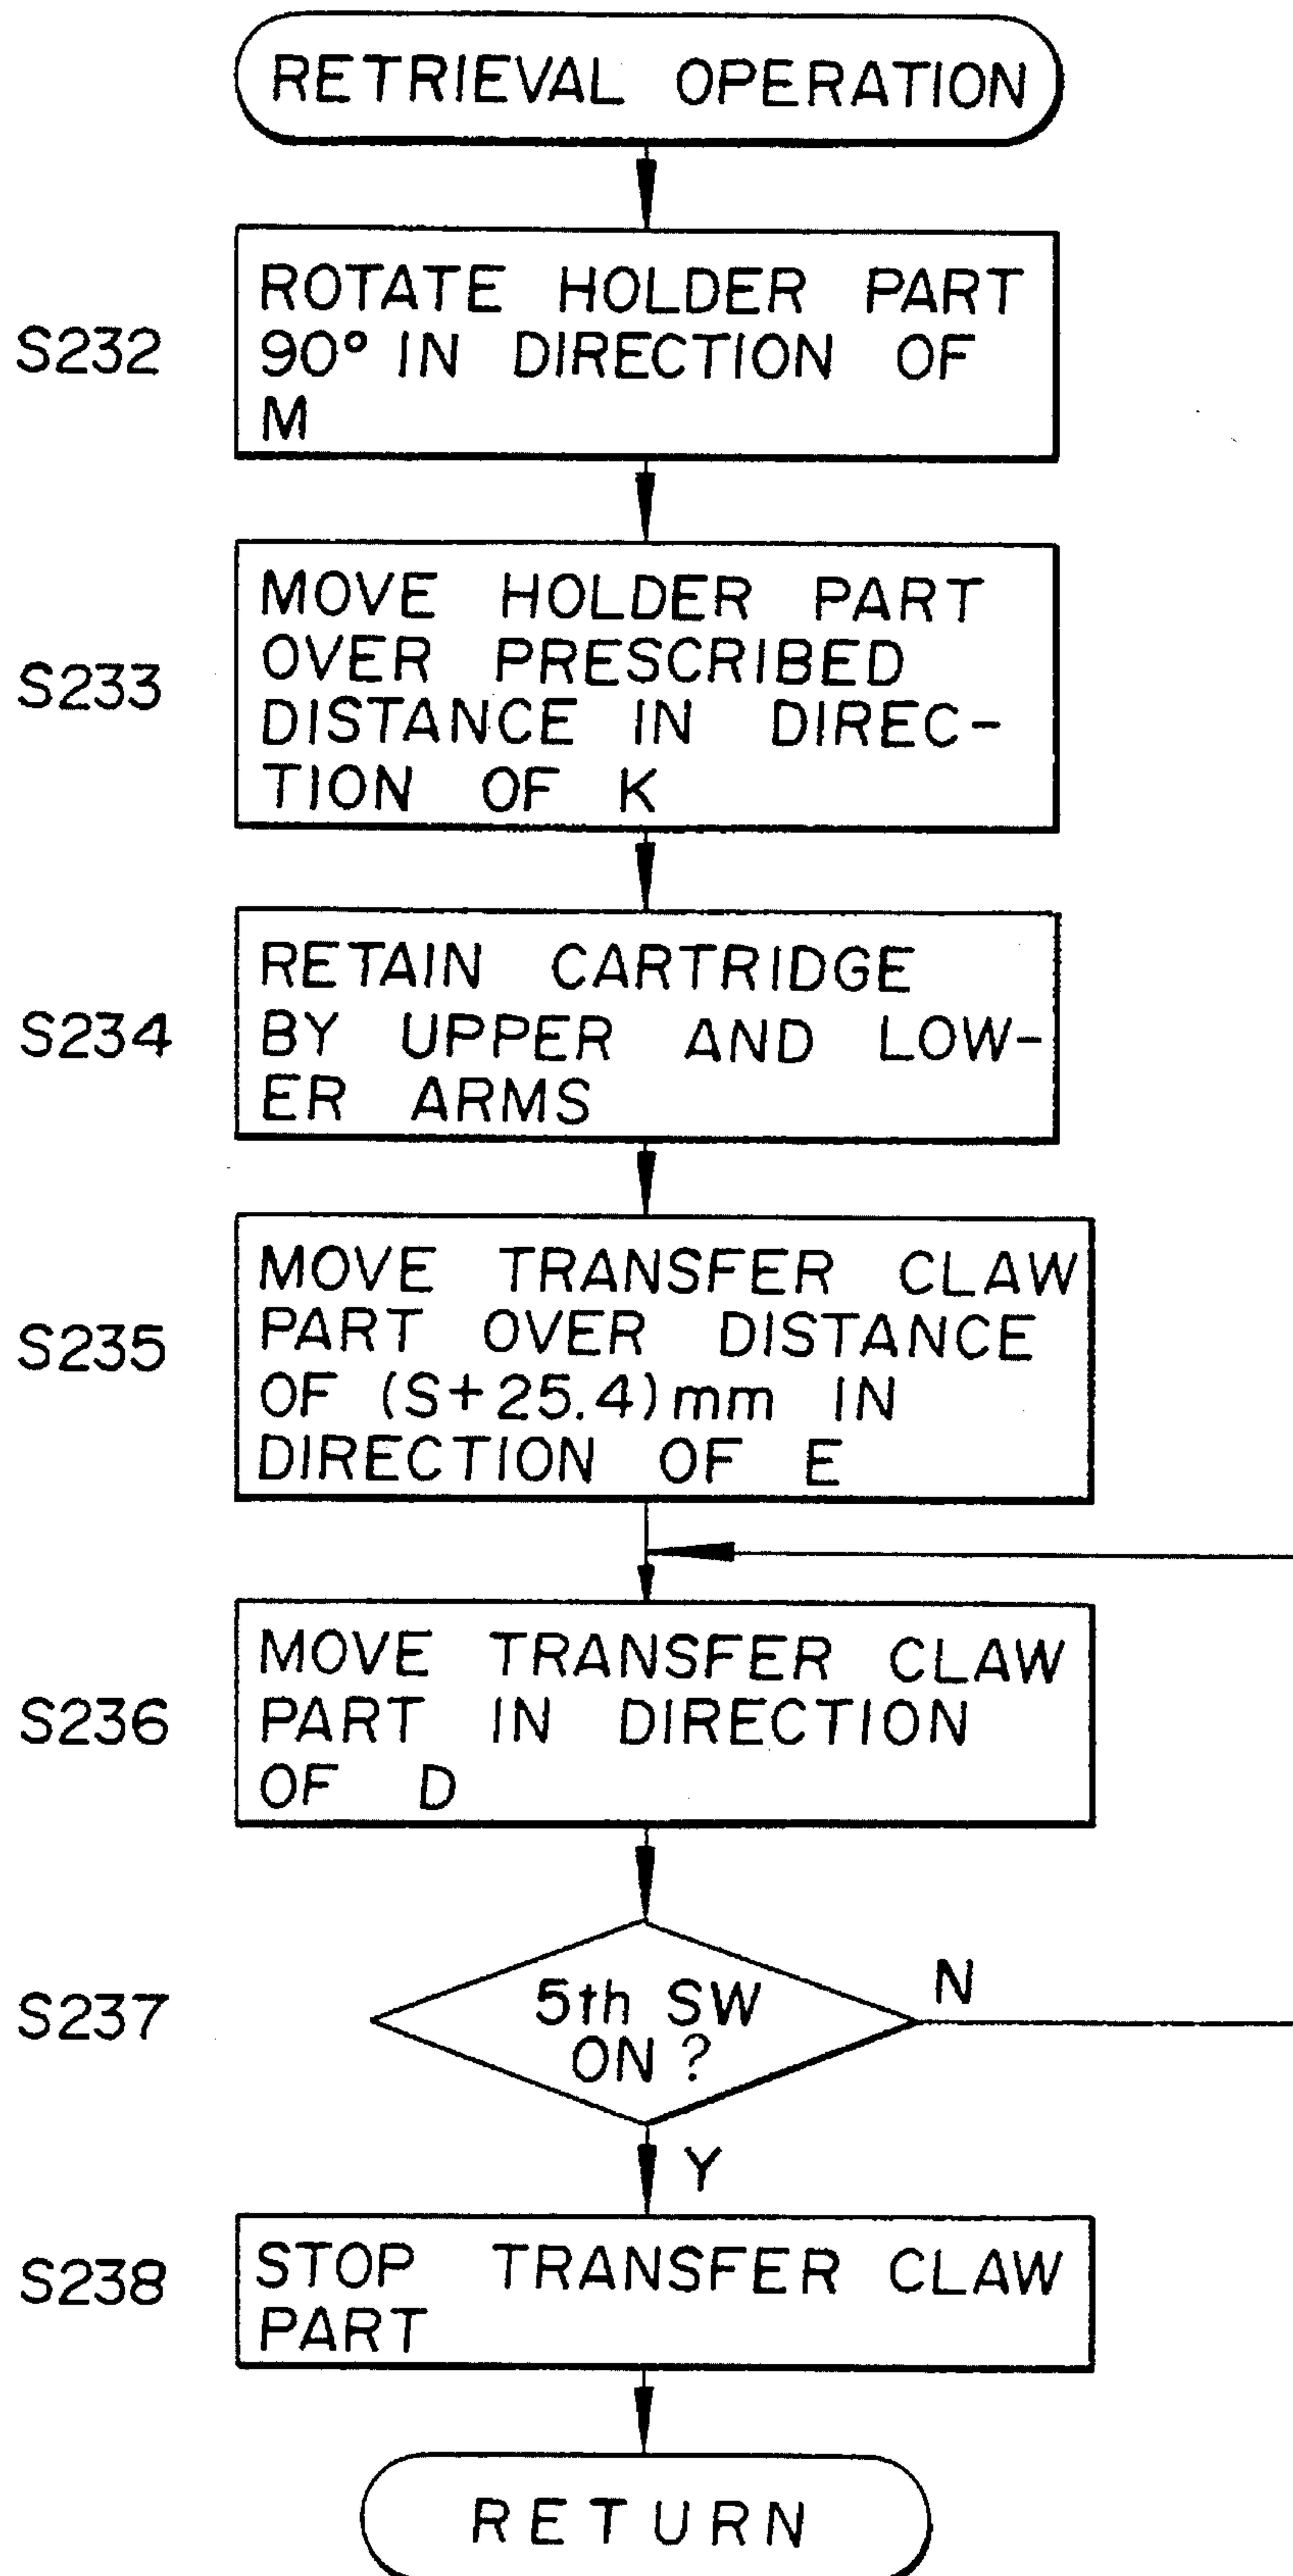 RETRIEVAL OPERATION
S232
ROTATE HOLDER PART
90° IN DIRECTION OF
M
S233
MOVE HOLDER PART
OVER PRESCRIBED
DISTANCE IN DIREC-
TION OF K
S234
RETAIN CARTRIDGE
BY UPPER AND LOW-
ER ARMS
S235
MOVE TRANSFER CLAW
PART OVER DISTANCE
OF (S+25.4)mm IN
DIRECTION OF E
S236
MOVE TRANSFER CLAW
PART IN DIRECTION
OF D
S237
5th SW
ON?
N
Y
S238
STOP TRANSFER CLAW
PART
RETURN